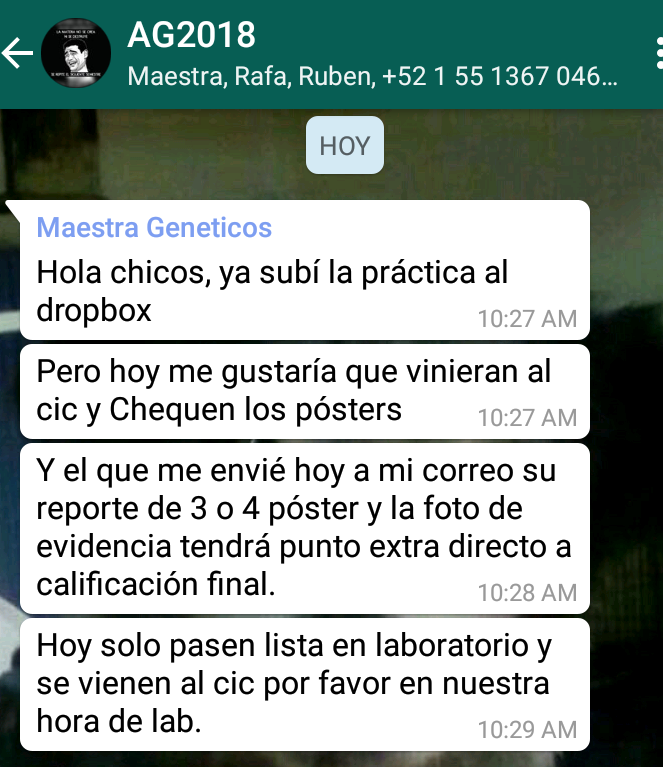 AG2018
Maestra, Rafa, Ruben, +52 1 55 1367 046...
HOY
Maestra Geneticos
Hola chicos, ya subí la práctica al
dropbox
10:27 AM
Pero hoy me gustaría que vinieran al
cic y Chequen los pósters
10:27 AM
Y el que me envié hoy a mi correo su
reporte de 3 o 4 póster y la foto de
evidencia tendrá punto extra directo a
calificación final.
10:28 AM
Hoy solo pasen lista en laboratorio y
se vienen al cic por favor en nuestra
hora de lab.
10:29 AM